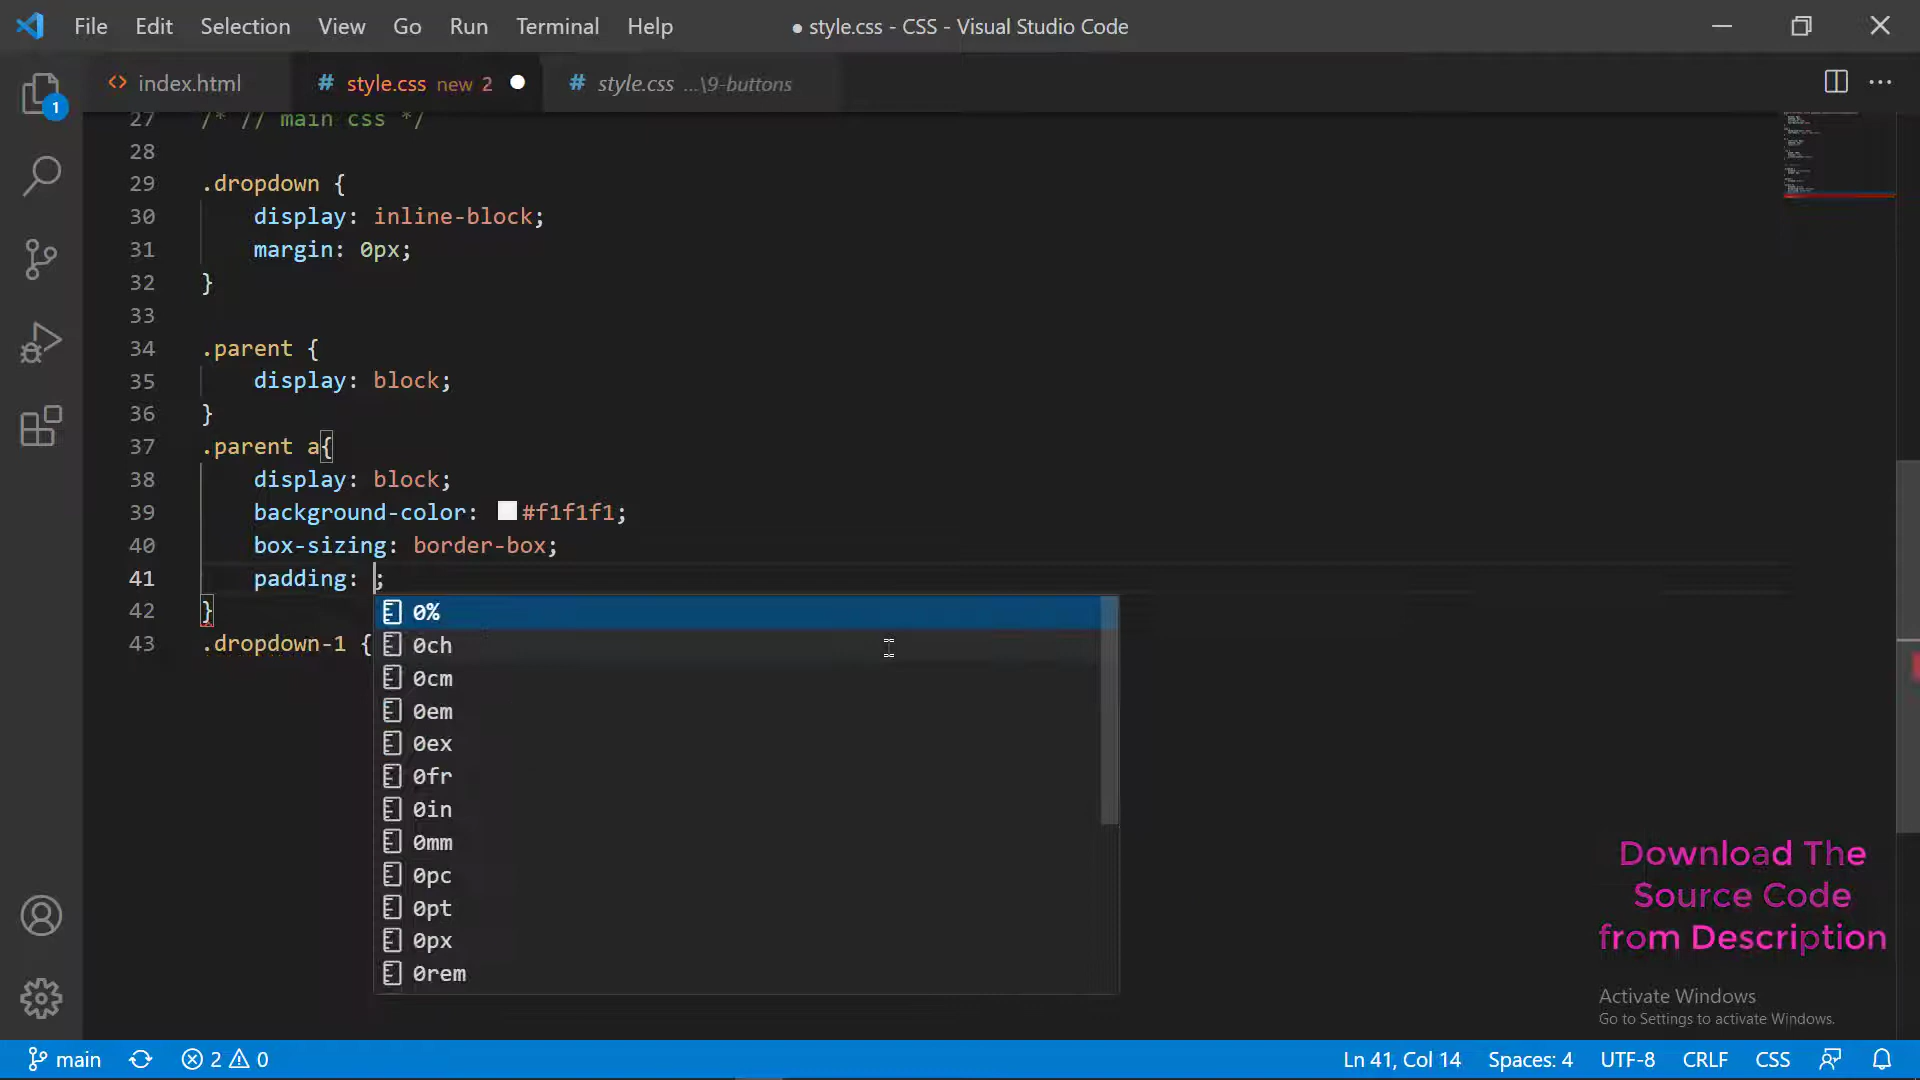 File Edit Selection View Go Run Terminal Help
● style.css - CSS - Visual Studio Code
index.html
# style.css new 2
# style.css ...\9-buttons
1
27 /* // main css */
28
29 .dropdown {
30 display: inline-block;
31 margin: 0px;
32 }
33
34 .parent {
35 display: block;
36 }
37 .parent a{
38 display: block;
39 background-color: #f1f1f1;
40 box-sizing: border-box;
41 padding: ;
42 }
43 .dropdown-1 {
0%
0ch
0cm
0em
0ex
0fr
0in
0mm
0pc
0pt
0px
0rem
Download The
Source Code
from Description
Activate Windows
Go to Settings to activate Windows.
main
2 0
Ln 41, Col 14 Spaces: 4 UTF-8 CRLF CSS